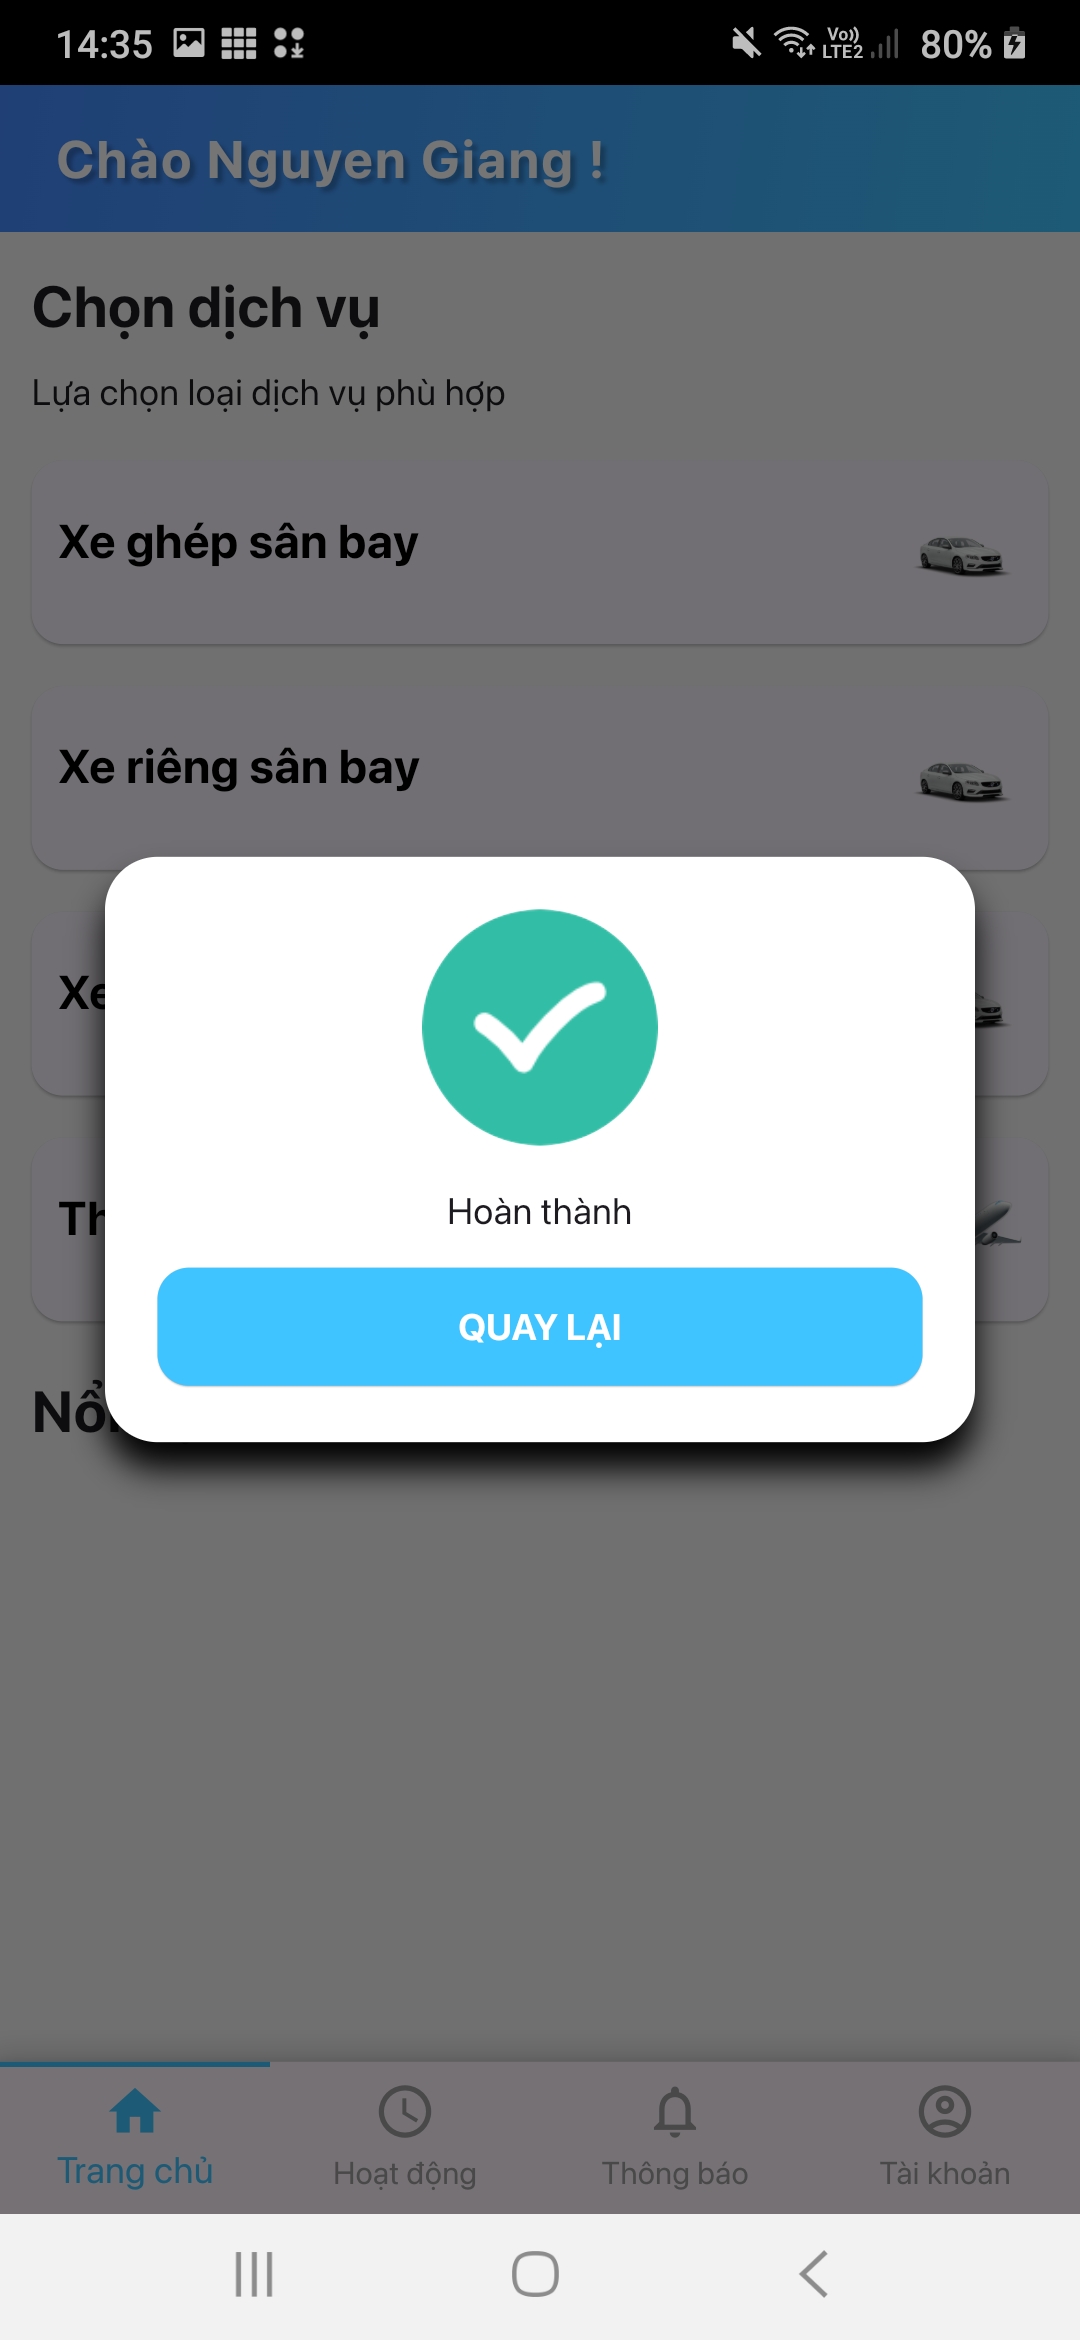 14:35
Vo)) LTE2 80%
Chào Nguyen Giang !
Chọn dịch vụ
Lựa chọn loại dịch vụ phù hợp
Xe ghép sân bay
Xe riêng sân bay
Xe
Hoàn thành
QUAY LẠI
Trang chủ
Hoạt động
Thông báo
Tài khoản